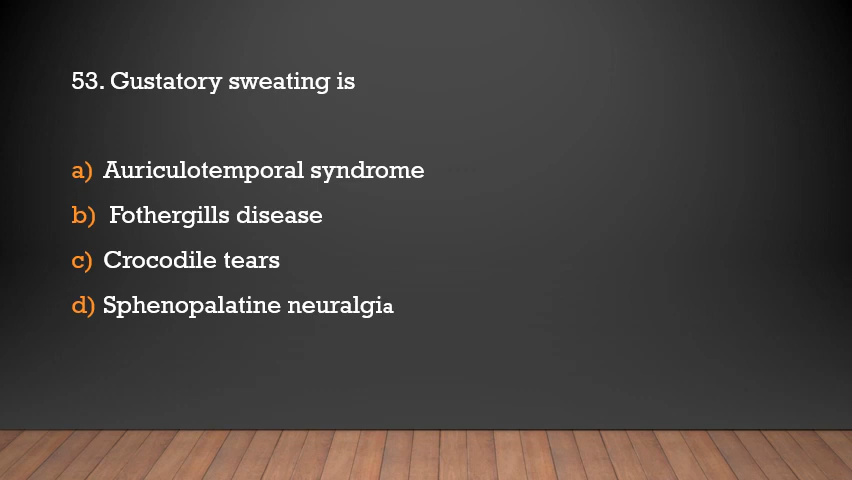 53. Gustatory sweating is
a) Auriculotemporal syndrome
b) Fothergills disease
c) Crocodile tears
d) Sphenopalatine neuralgia